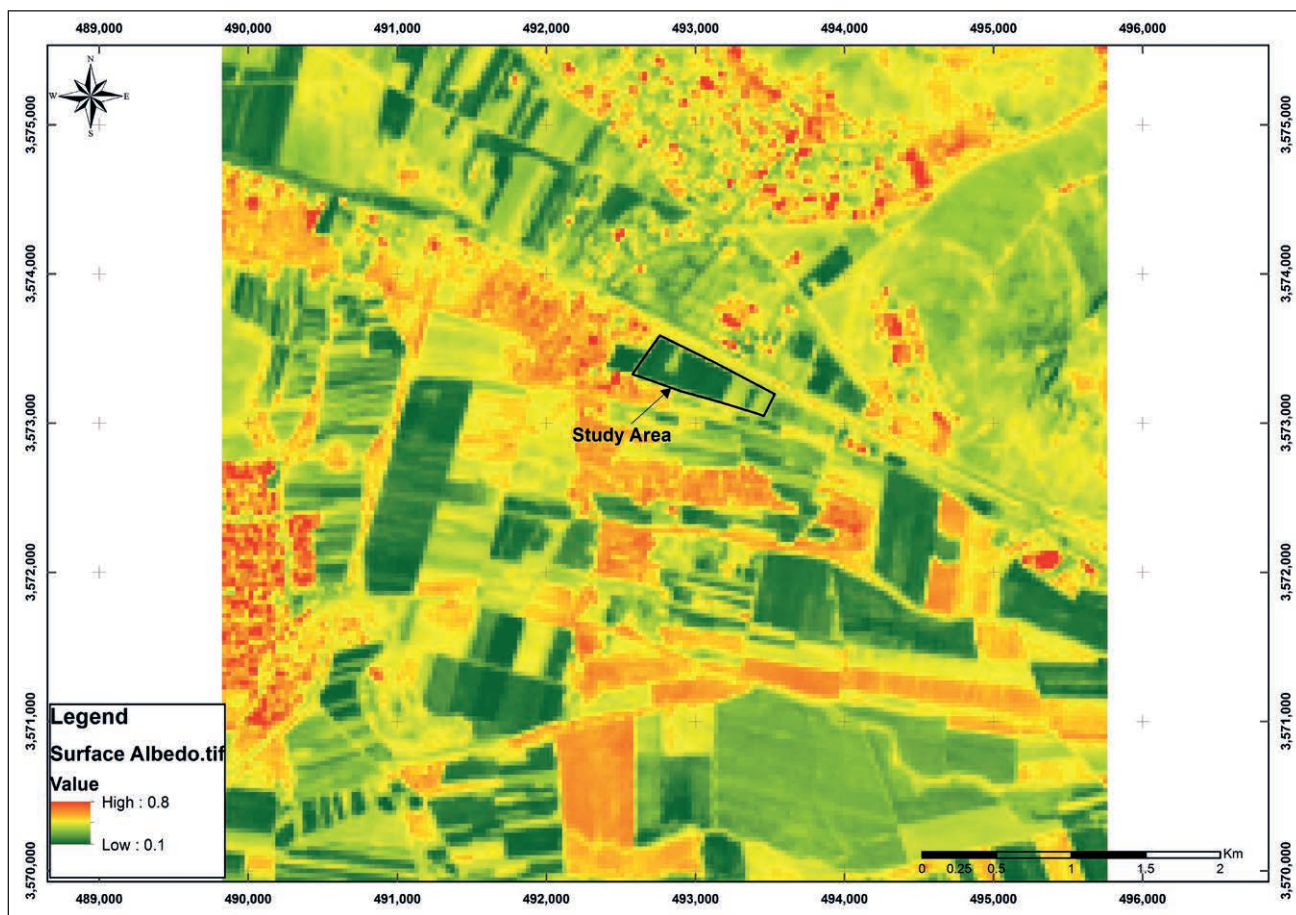 489,000 490,000 491,000 492,000 493,000 494,000 495,000 496,000
N
W E
S
3,575,000 3,575,000
3,574,000 3,574,000
3,573,000 3,573,000
Study Area
3,572,000 3,572,000
3,571,000 3,571,000
Legend
Surface Albedo.tif
Value
High : 0.8
Low : 0.1
Km
0 0.25 0.5 1 1.5 2
3,570,000 3,570,000
489,000 490,000 491,000 492,000 493,000 494,000 495,000 496,000